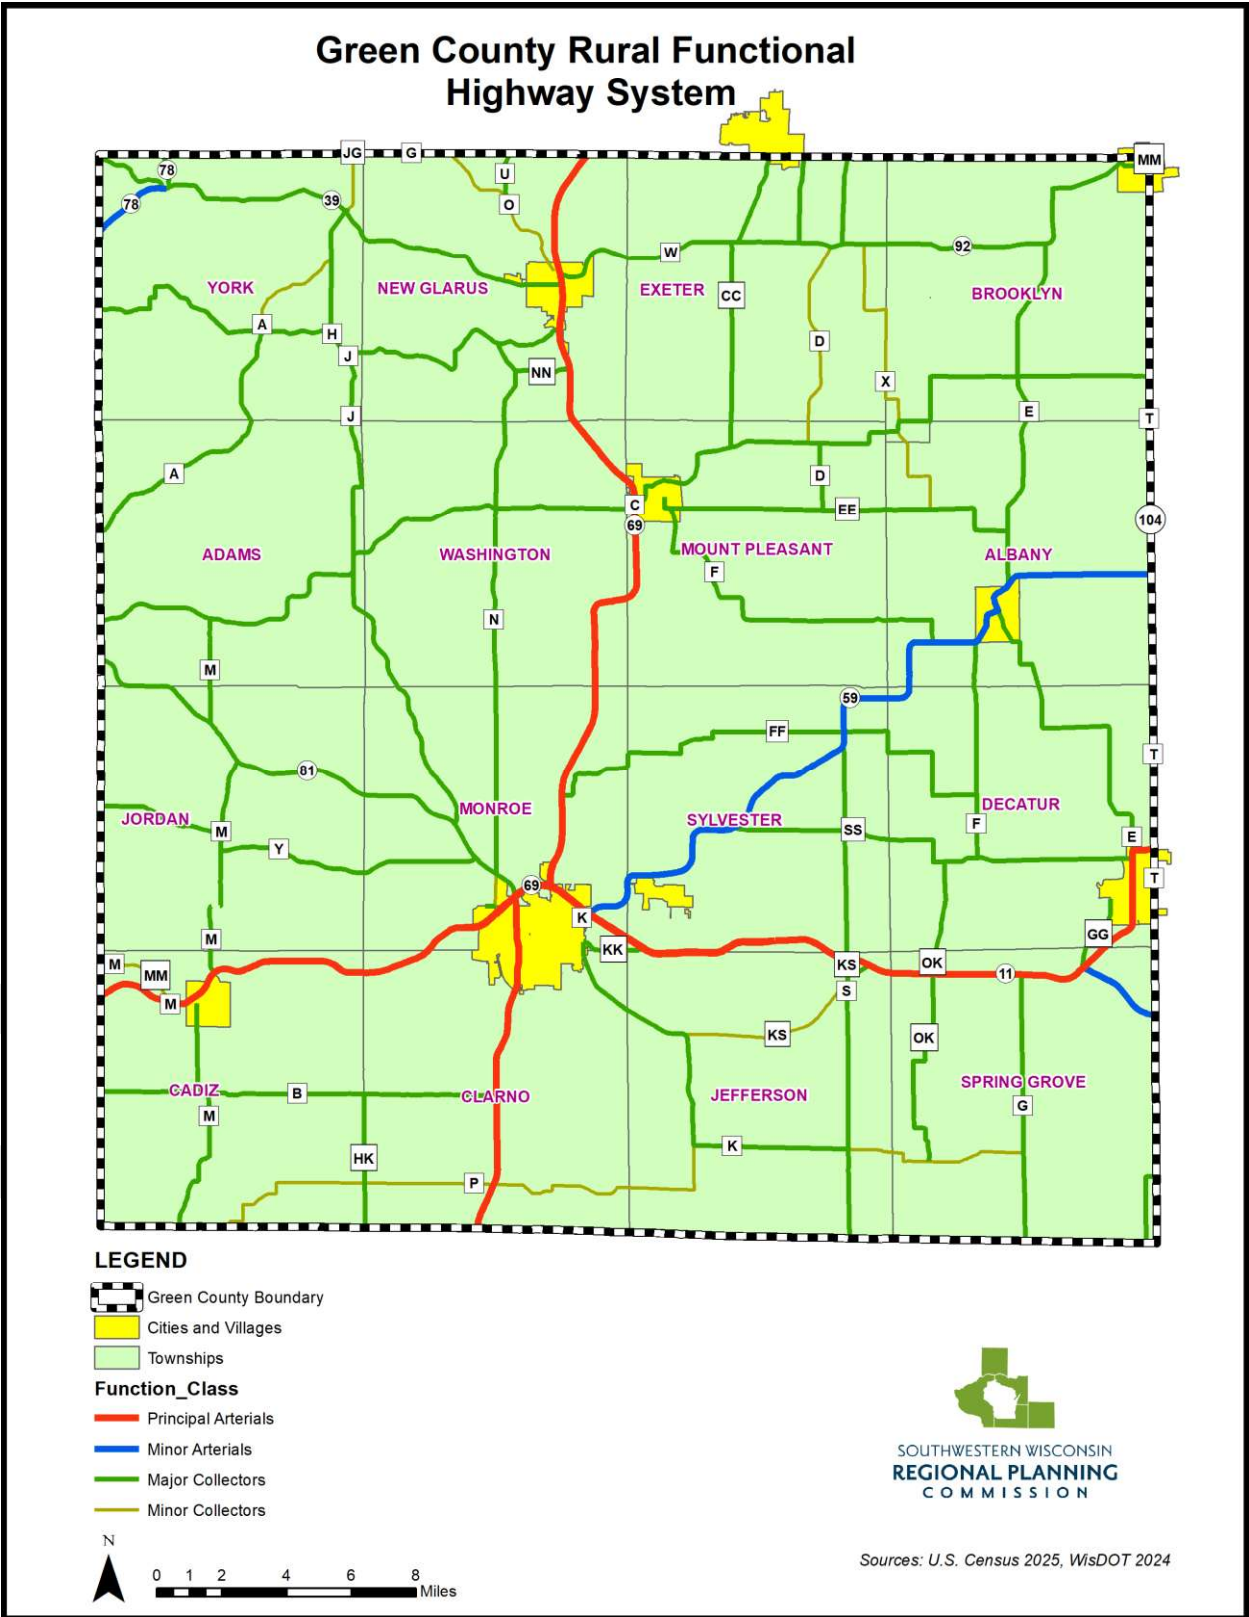 Green County Rural Functional
Highway System
JG
G
MM
78
U
78
39
O
W
92
YORK
NEW GLARUS
EXETER
CC
BROOKLYN
A
H
D
J
NN
X
J
E
T
A
D
C
EE
69
104
ADAMS
WASHINGTON
MOUNT PLEASANT
ALBANY
F
N
M
59
FF
T
81
MONROE
DECATUR
JORDAN
SYLVESTER
M
SS
F
E
Y
69
T
K
M
KK
GG
M
MM
KS
OK
11
M
S
KS
OK
CADIZ
B
CLARNO
JEFFERSON
SPRING GROVE
M
G
HK
K
P
LEGEND
Green County Boundary
Cities and Villages
Townships
Function_Class
Principal Arterials
Minor Arterials
Major Collectors
Minor Collectors
SOUTHWESTERN WISCONSIN
REGIONAL PLANNING
COMMISSION
N
0 1 2 4 6 8
Miles
Sources: U.S. Census 2025, WisDOT 2024